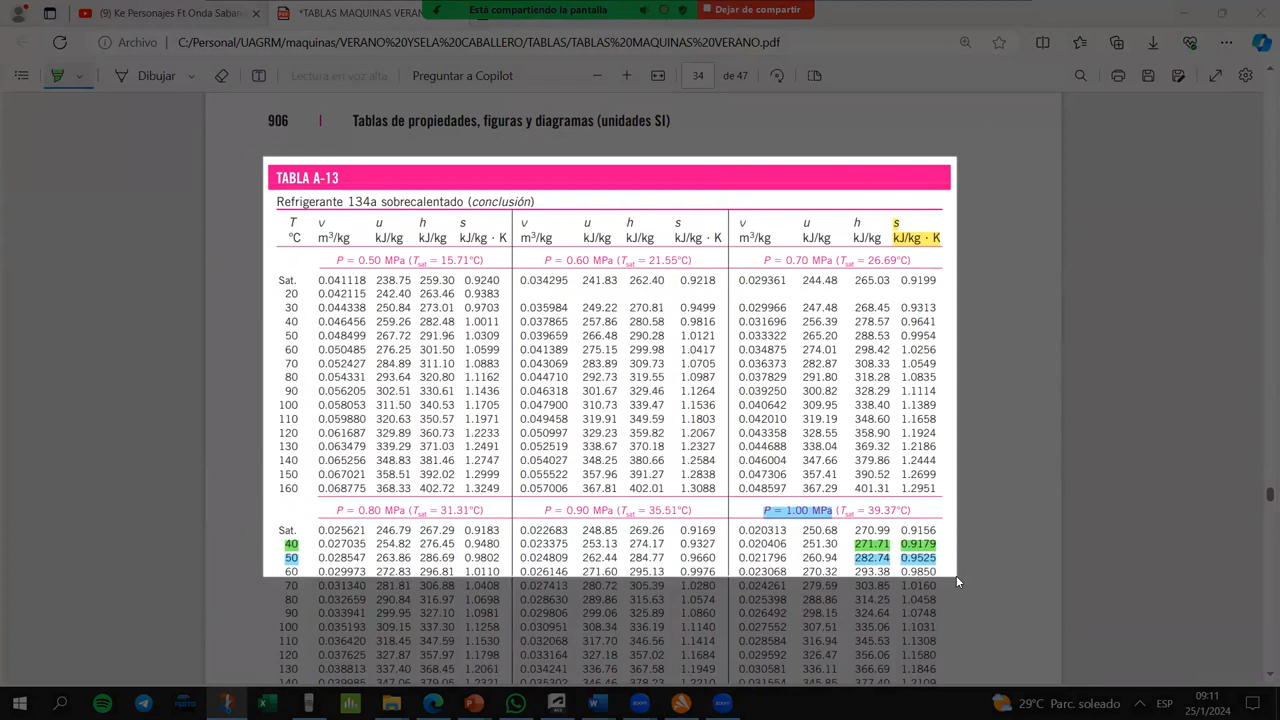 (9) Ke Personajes Ft Onda Saban
*TABLAS MAQUINAS VERAN
Está compartiendo la pantalla
Dejar de compartir
Archivo C:/Personal/UAGRM/maquinas/VERANO%20YSELA%20CABALLERO/TABLAS/TABLAS%20MAQUINAS%20VERANO.pdf
Dibujar Lectura en voz alta Preguntar a Copilot 34 de 47
906 | Tablas de propiedades, figuras y diagramas (unidades SI)
TABLA A-13
Refrigerante 134a sobrecalentado (conclusión)
T v u h s v u h s v u h s
°C m³/kg kJ/kg kJ/kg kJ/kg · K m³/kg kJ/kg kJ/kg kJ/kg · K m³/kg kJ/kg kJ/kg kJ/kg · K
P = 0.50 MPa (Tsat = 15.71°C) P = 0.60 MPa (Tsat = 21.55°C) P = 0.70 MPa (Tsat = 26.69°C)
Sat. 0.041118 238.75 259.30 0.9240 0.034295 241.83 262.40 0.9218 0.029361 244.48 265.03 0.9199
20 0.042115 242.40 263.46 0.9383
30 0.044338 250.84 273.01 0.9703 0.035984 249.22 270.81 0.9499 0.029966 247.48 268.45 0.9313
40 0.046456 259.26 282.48 1.0011 0.037865 257.86 280.58 0.9816 0.031696 256.39 278.57 0.9641
50 0.048499 267.72 291.96 1.0309 0.039659 266.48 290.28 1.0121 0.033322 265.20 288.53 0.9954
60 0.050485 276.25 301.50 1.0599 0.041389 275.15 299.98 1.0417 0.034875 274.01 298.42 1.0256
70 0.052427 284.89 311.10 1.0883 0.043069 283.89 309.73 1.0705 0.036373 282.87 308.33 1.0549
80 0.054331 293.64 320.80 1.1162 0.044710 292.73 319.55 1.0987 0.037829 291.80 318.28 1.0835
90 0.056205 302.51 330.61 1.1436 0.046318 301.67 329.46 1.1264 0.039250 300.82 328.29 1.1114
100 0.058053 311.50 340.53 1.1705 0.047900 310.73 339.47 1.1536 0.040642 309.95 338.40 1.1389
110 0.059880 320.63 350.57 1.1971 0.049458 319.91 349.59 1.1803 0.042010 319.19 348.60 1.1658
120 0.061687 329.89 360.73 1.2233 0.050997 329.23 359.82 1.2067 0.043358 328.55 358.90 1.1924
130 0.063479 339.29 371.03 1.2491 0.052519 338.67 370.18 1.2327 0.044688 338.04 369.32 1.2186
140 0.065256 348.83 381.46 1.2747 0.054027 348.25 380.66 1.2584 0.046004 347.66 379.86 1.2444
150 0.067021 358.51 392.02 1.2999 0.055522 357.96 391.27 1.2838 0.047306 357.41 390.52 1.2699
160 0.068775 368.33 402.72 1.3249 0.057006 367.81 402.01 1.3088 0.048597 367.29 401.31 1.2951
P = 0.80 MPa (Tsat = 31.31°C) P = 0.90 MPa (Tsat = 35.51°C) P = 1.00 MPa (Tsat = 39.37°C)
Sat. 0.025621 246.79 267.29 0.9183 0.022683 248.85 269.26 0.9169 0.020313 250.68 270.99 0.9156
40 0.027035 254.82 276.25 0.9480 0.023375 253.13 274.17 0.9327 0.020406 251.30 271.71 0.9179
50 0.028547 263.86 286.69 0.9802 0.024809 262.44 284.77 0.9660 0.021796 260.94 282.74 0.9525
60 0.029973 272.83 296.81 1.0110 0.026146 271.60 295.13 0.9976 0.023068 270.32 293.38 0.9850
70 0.031340 281.81 306.88 1.0408 0.027413 280.72 305.39 1.0280 0.024261 279.59 303.85 1.0160
80 0.032659 290.84 316.97 1.0698 0.028630 289.86 315.63 1.0574 0.025398 288.86 314.25 1.0458
90 0.033941 299.95 327.10 1.0981 0.029806 299.06 325.89 1.0860 0.026492 298.15 324.64 1.0748
100 0.035193 309.15 337.30 1.1258 0.030951 308.34 336.19 1.1140 0.027552 307.51 335.06 1.1031
110 0.036420 318.45 347.59 1.1530 0.032068 317.70 346.56 1.1414 0.028584 316.94 345.53 1.1308
120 0.037625 327.87 357.97 1.1798 0.033164 327.18 357.02 1.1684 0.029592 326.47 356.06 1.1580
130 0.038813 337.40 368.45 1.2061 0.034241 336.76 367.58 1.1949 0.030581 336.11 366.69 1.1846
29°C Parc. soleado ESP
09:11
25/1/2024